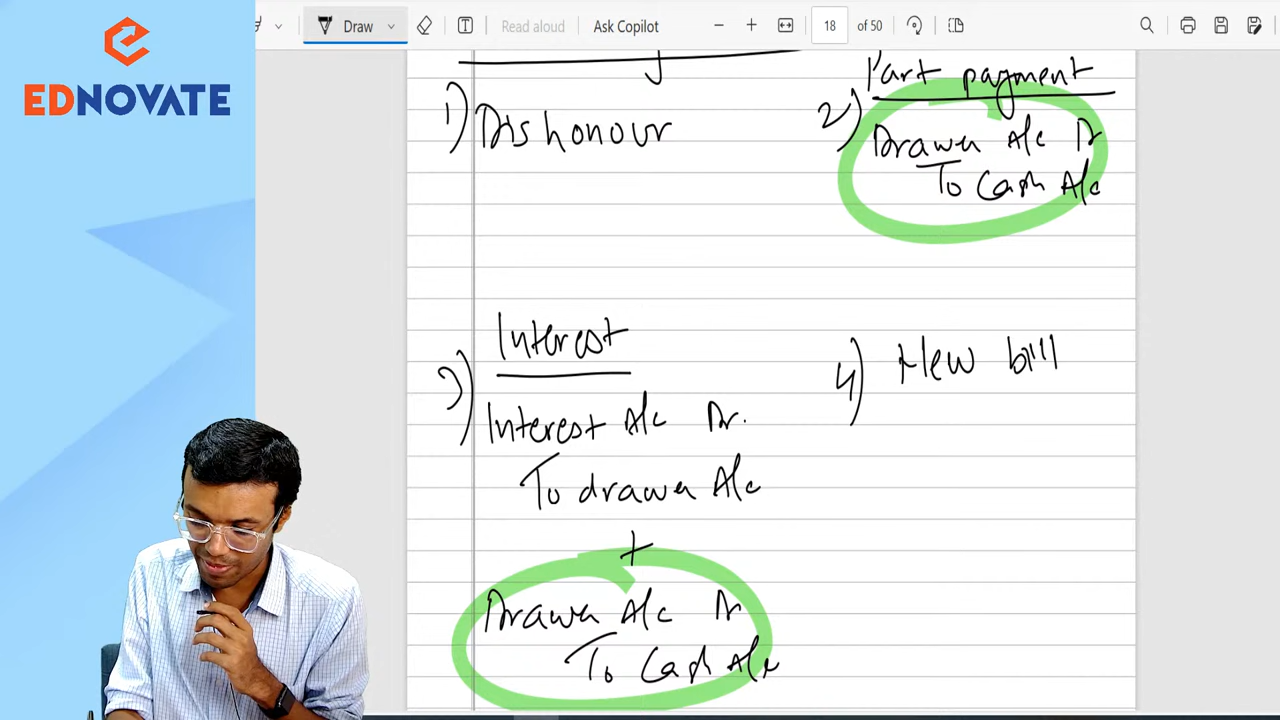 EDNOVATE
Draw
Read aloud
Ask Copilot
18 of 50
1) Dishonour
Part payment
2) Drawer A/c Dr
To Cash A/c
3) Interest
Interest A/c Dr.
To drawer A/c
+
Drawer A/c Dr
To Cash A/c
4) New bill